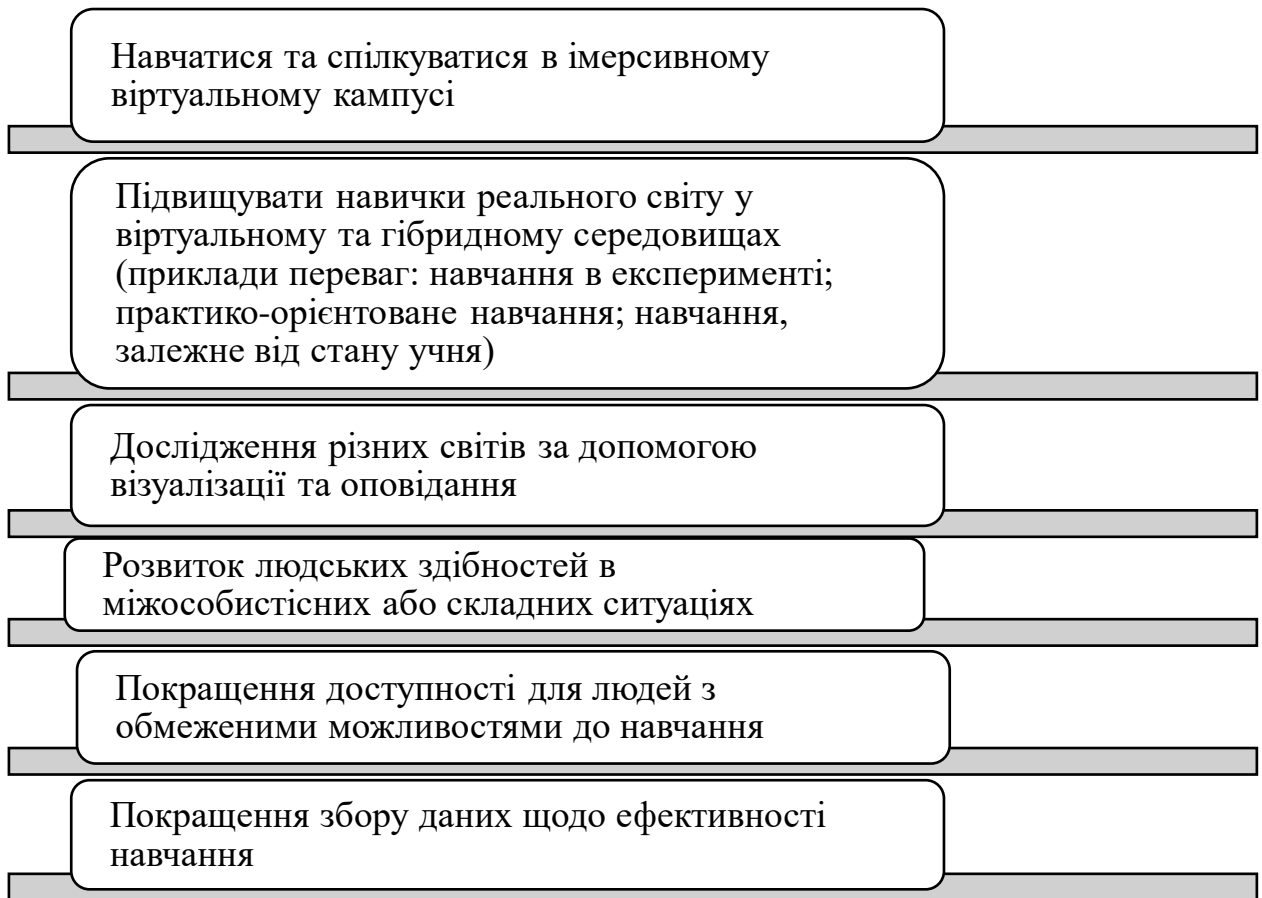 Навчатися та спілкуватися в імерсивному
віртуальному кампусі
Підвищувати навички реального світу у
віртуальному та гібридному середовищах
(приклади переваг: навчання в експерименті;
практико-орієнтоване навчання; навчання,
залежне від стану учня)
Дослідження різних світів за допомогою
візуалізації та оповідання
Розвиток людських здібностей в
міжособистісних або складних ситуаціях
Покращення доступності для людей з
обмеженими можливостями до навчання
Покращення збору даних щодо ефективності
навчання